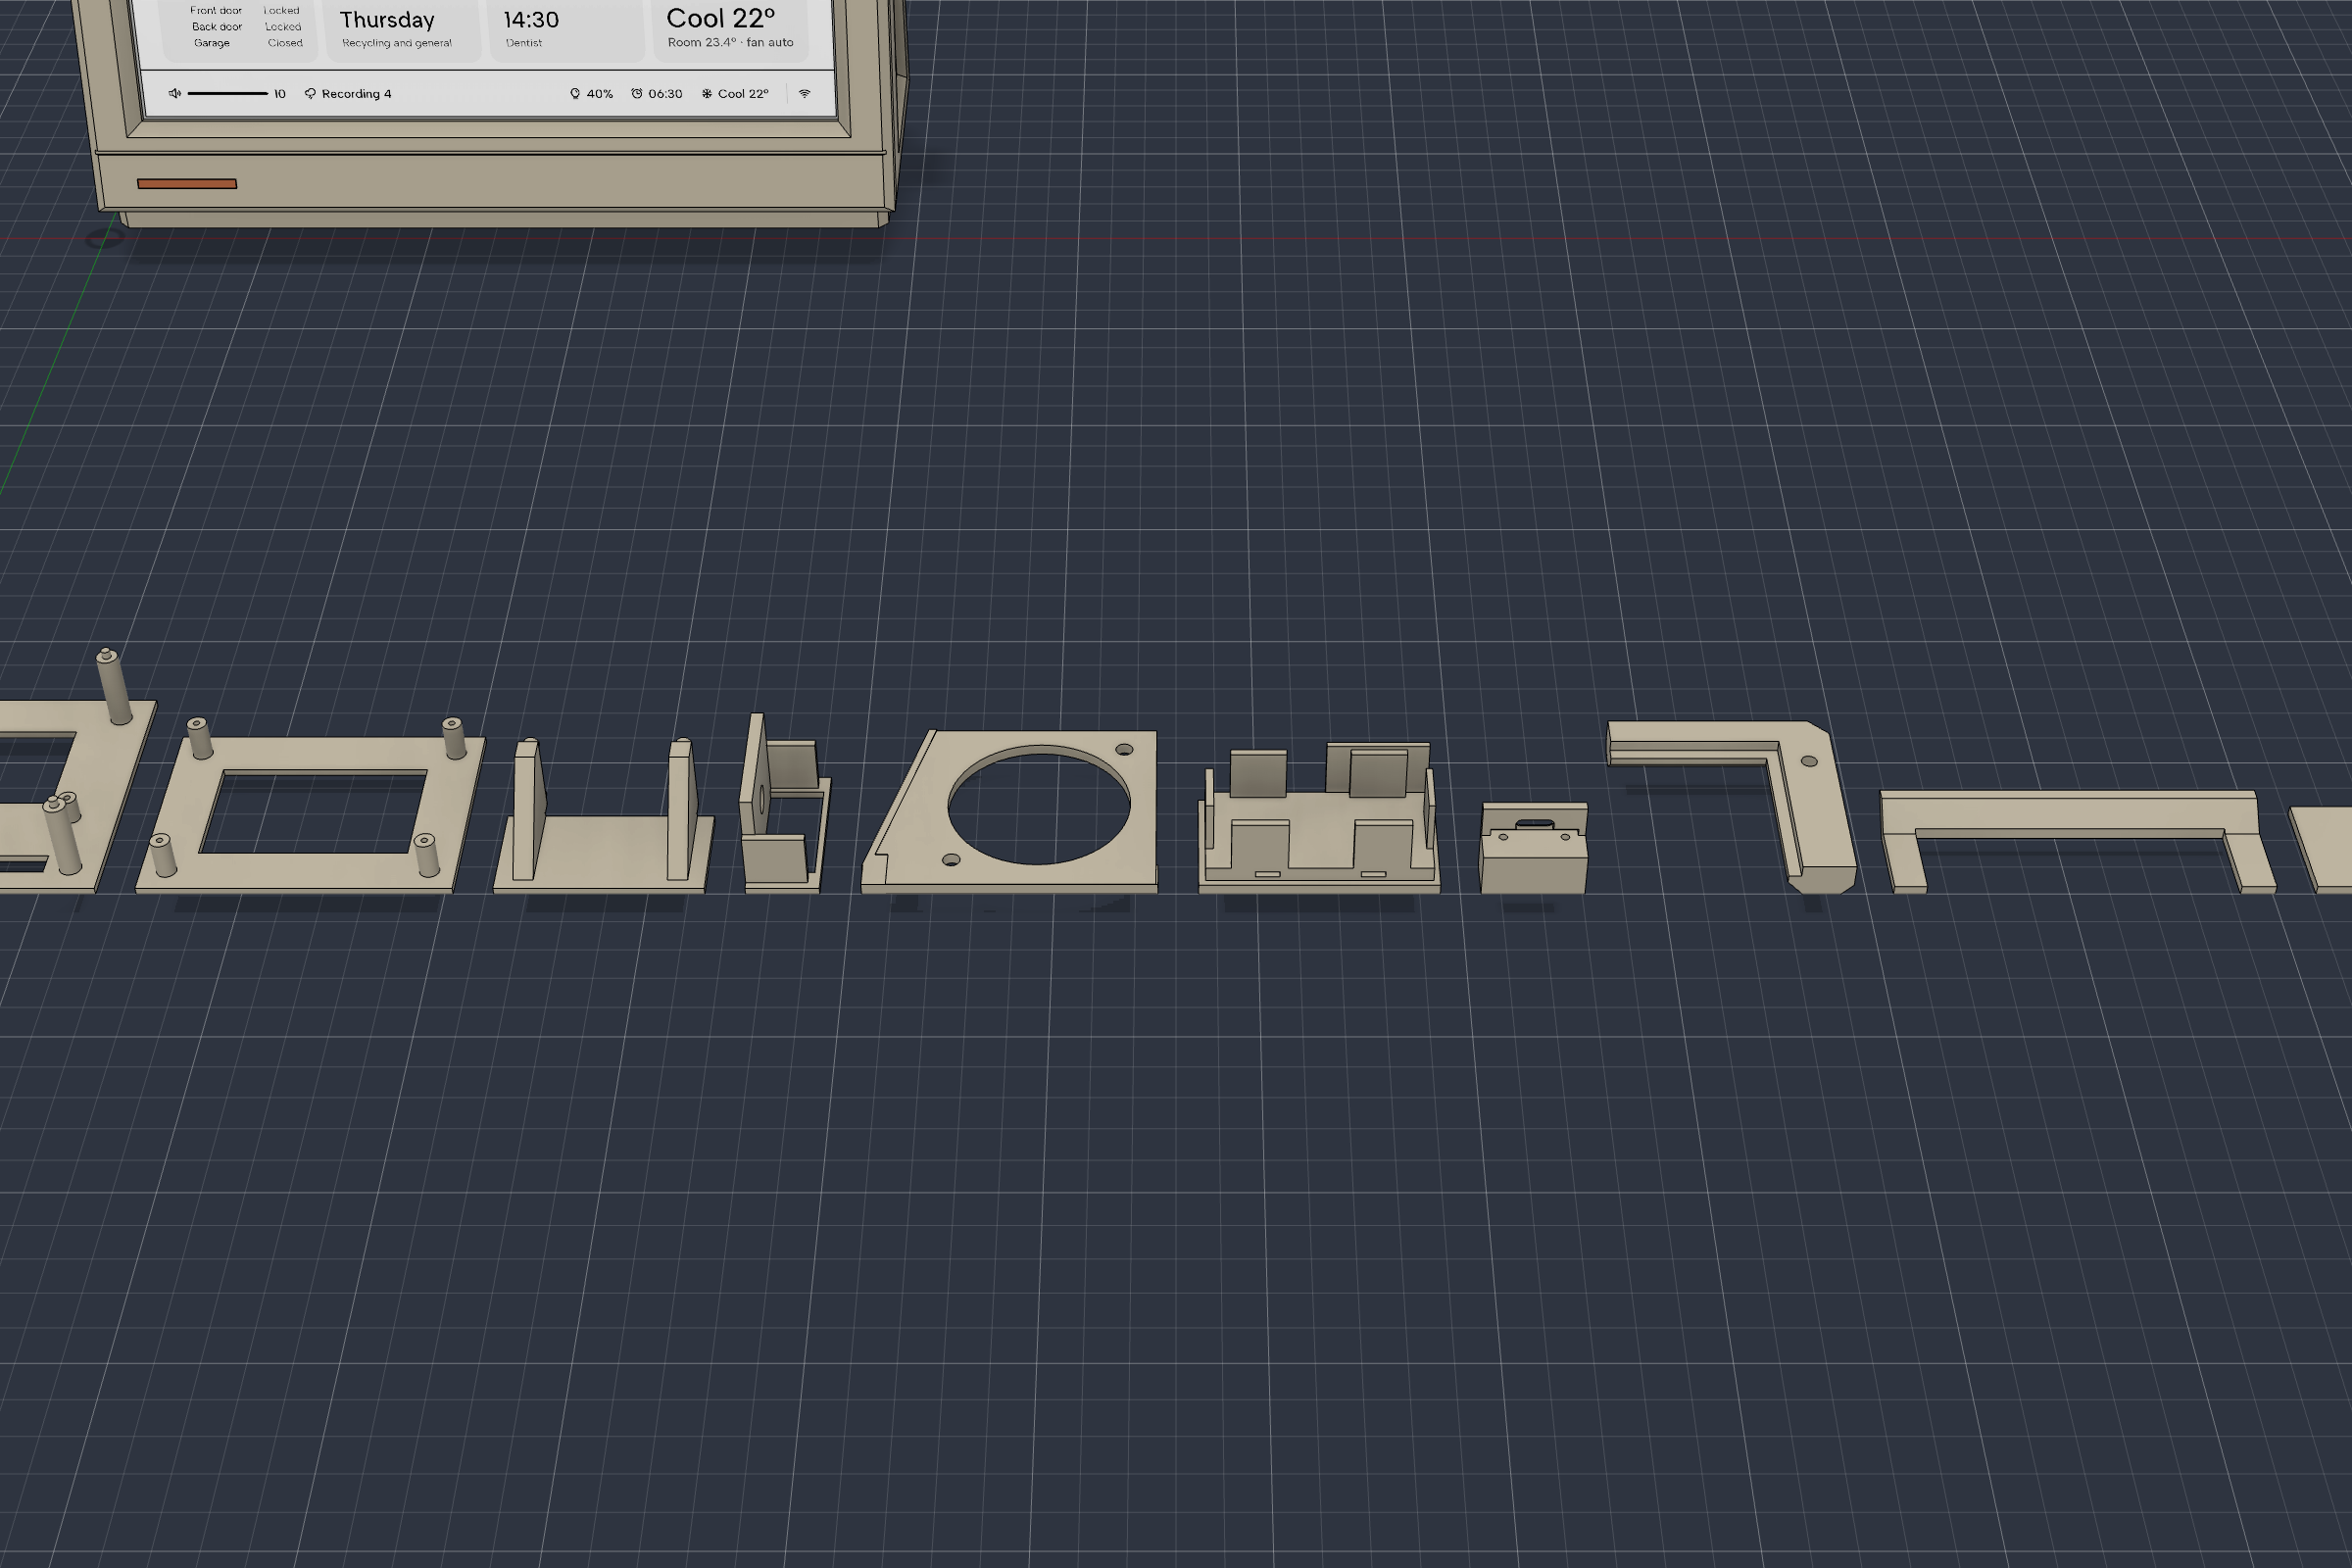 Front door Locked
Back door Locked
Garage Closed
Thursday
Recycling and general
14:30
Dentist
Cool 22°
Room 23.4° · fan auto
10 Recording 4 40% 06:30 Cool 22°